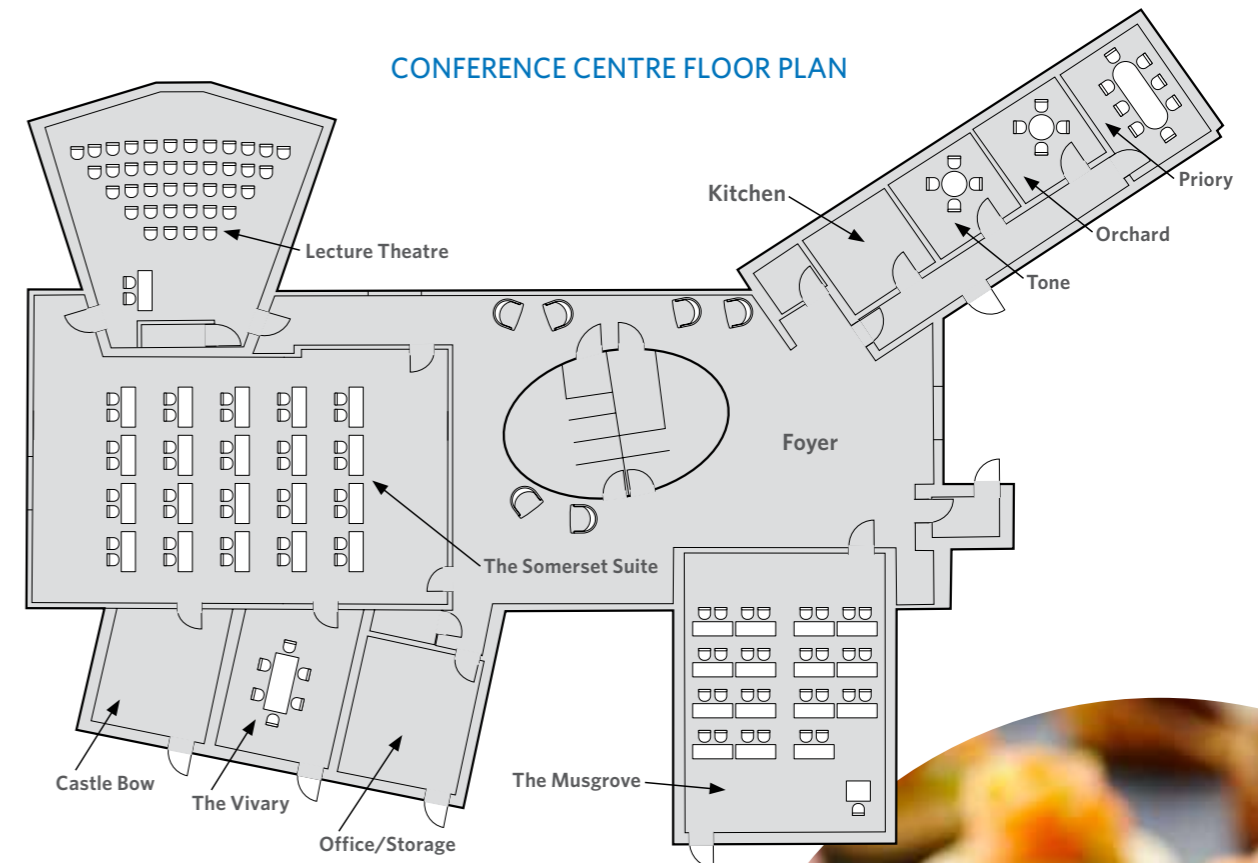 CONFERENCE CENTRE FLOOR PLAN
Kitchen
Priory
Orchard
Lecture Theatre
Tone
Foyer
The Somerset Suite
Castle Bow
The Vivary
The Musgrove
Office/Storage